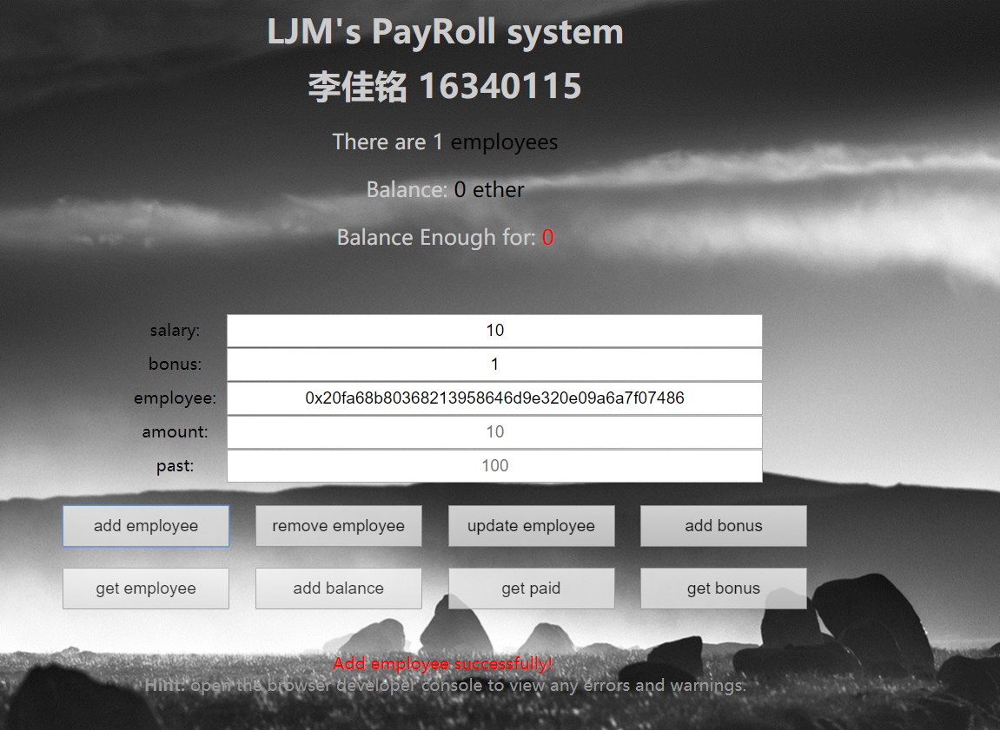 LJM's PayRoll system
李佳铭 16340115
There are 1 employees
Balance: 0 ether
Balance Enough for: 0
salary: 10
bonus: 1
employee: 0x20fa68b80368213958646d9e320e09a6a7f07486
amount: 10
past: 100
add employee remove employee update employee add bonus
get employee add balance get paid get bonus
Add employee successfully!
Hint: open the browser developer console to view any errors and warnings.